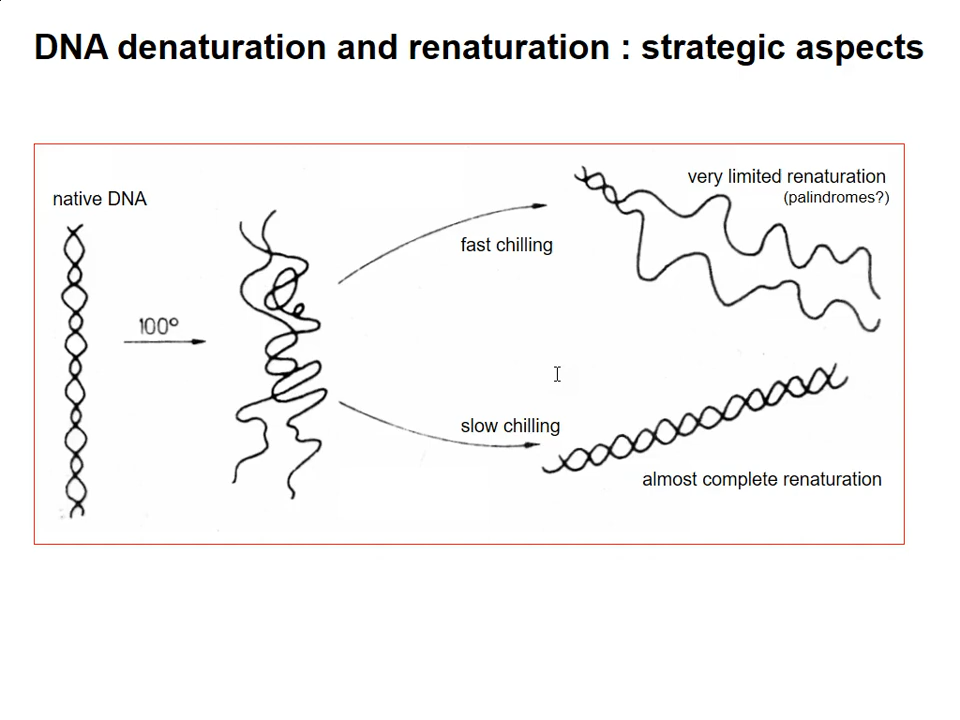 DNA denaturation and renaturation : strategic aspects
native DNA
100°
fast chilling
very limited renaturation
(palindromes?)
slow chilling
almost complete renaturation